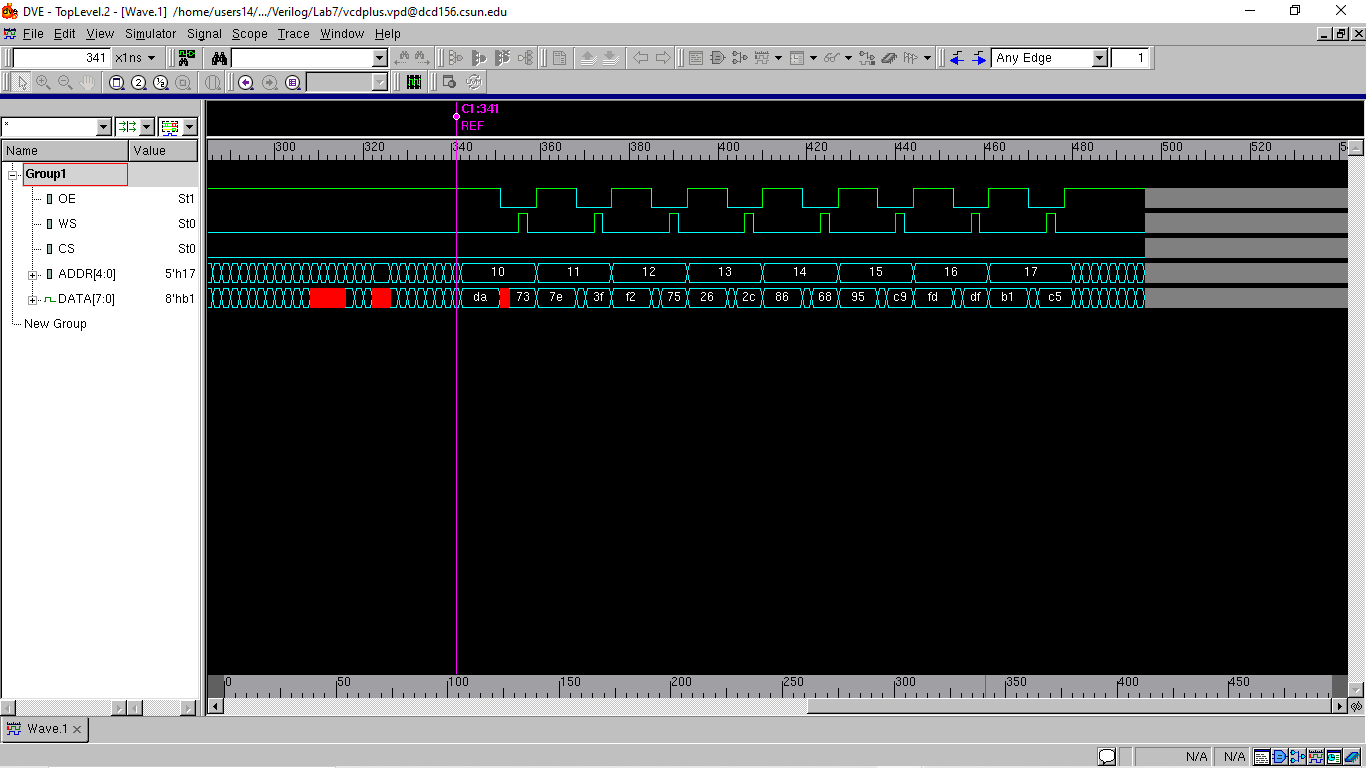 DVE - TopLevel.2 - [Wave.1] /home/users14/.../Verilog/Lab7/vcdplus.vpd@dcd156.csun.edu
File Edit View Simulator Signal Scope Trace Window Help
341 x1ns Any Edge 1
C1:341
REF
*
300 320 340 360 380 400 420 440 460 480 500 520
Name Value
Group1
OE St1
WS St0
CS St0
ADDR[4:0] 5'h17 10 11 12 13 14 15 16 17
DATA[7:0] 8'hb1 da 73 7e 3f f2 75 26 2c 86 68 95 c9 fd df b1 c5
New Group
0 50 100 150 200 250 300 350 400 450
Wave.1
N/A N/A